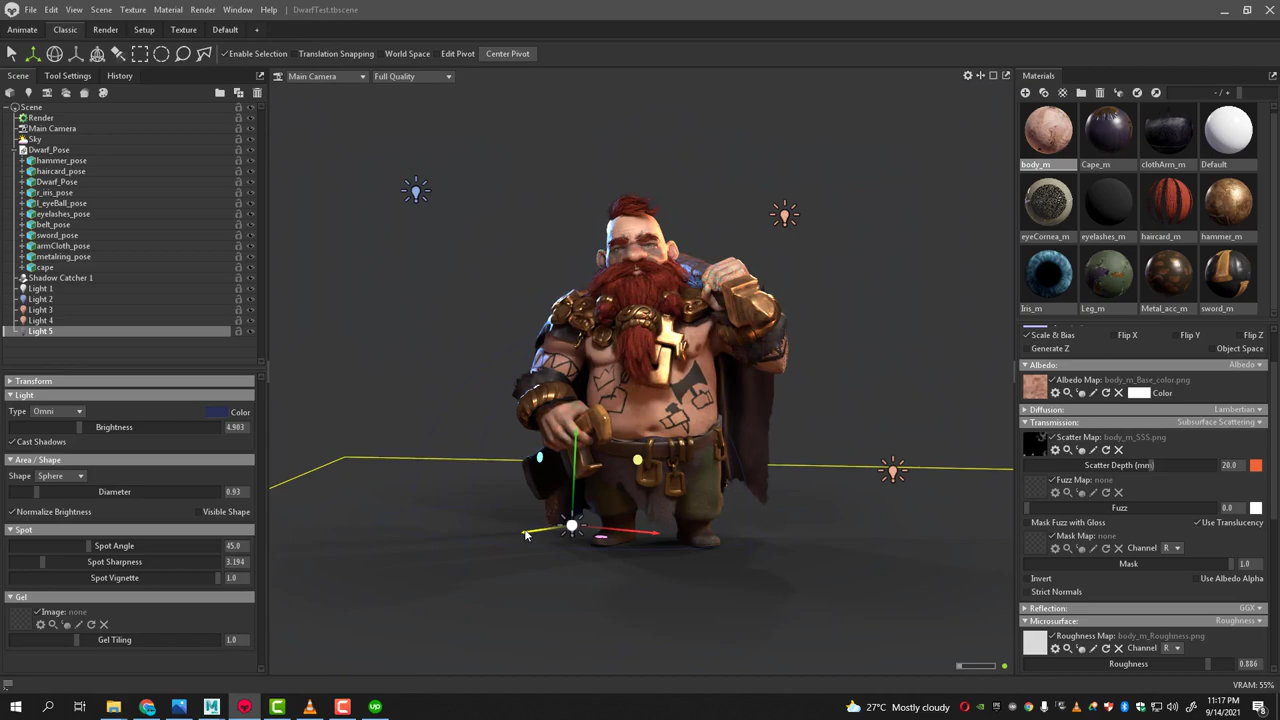 File Edit View Scene Texture Material Render Window Help DwarfTest.tbscene
Animate Classic Render Setup Texture Default +
Enable Selection Translation Snapping World Space Edit Pivot Center Pivot
Scene Tool Settings History
Main Camera Full Quality
Materials
- / +
Scene
Render
Main Camera
Sky
Dwarf_Pose
hammer_pose
haircard_pose
Dwarf_Pose
r_iris_pose
l_eyeBall_pose
eyelashes_pose
belt_pose
sword_pose
armCloth_pose
metalring_pose
cape
Shadow Catcher 1
Light 1
Light 2
Light 3
Light 4
Light 5
Transform
Light
Type Omni Color
Brightness 4.903
Cast Shadows
Area / Shape
Shape: Sphere
Diameter 0.93
Normalize Brightness Visible Shape
Spot
Spot Angle 45.0
Spot Sharpness 3.194
Spot Vignette 1.0
Gel
Image: none
Gel Tiling 1.0
body_m Cape_m clothArm_m Default
eyeCornea_m eyelashes_m haircard_m hammer_m
Iris_m Leg_m Metal_acc_m sword_m
Scale & Bias Flip X Flip Y Flip Z
Generate Z Object Space
Albedo: Albedo
Albedo Map: body_m_Base_color.png
Color
Diffusion: Lambertian
Transmission: Subsurface Scattering
Scatter Map: body_m_SSS.png
Scatter Depth (mm) 20.0
Fuzz Map: none
Fuzz 0.0
Mask Fuzz with Gloss Use Translucency
Mask Map: none
Channel R
Mask 1.0
Invert Use Albedo Alpha
Strict Normals
Reflection: GGX
Microsurface: Roughness
Roughness Map: body_m_Roughness.png
Channel R
Roughness 0.886
VRAM: 55%
27°C Mostly cloudy
11:17 PM
9/14/2021
8